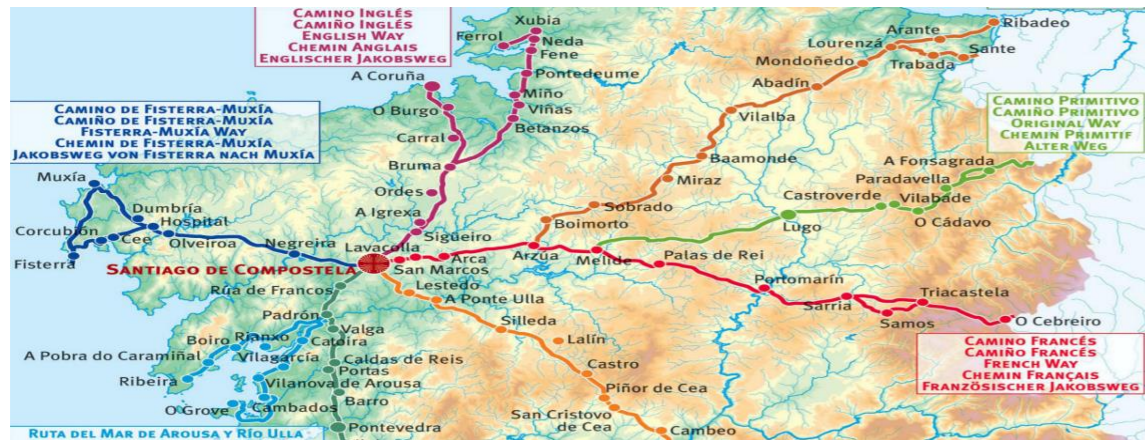 CAMINO INGLÉS
CAMIÑO INGLÉS
ENGLISH WAY
CHEMIN ANGLAIS
ENGLISCHER JAKOBSWEG
Xubia
Ferrol
Neda
Fene
Pontedeume
Miño
Viñas
Betanzos
A Coruña
O Burgo
Carral
Bruma
Ordes
A Igrexa
Sigüeiro
Ribadeo
Arante
Lourenzá
Sante
Trabada
Mondoñedo
Abadín
Vilalba
Baamonde
Miraz
Sobrado
Boimorto
CAMINO DE FISTERRA-MUXÍA
CAMIÑO DE FISTERRA-MUXÍA
FISTERRA-MUXÍA WAY
CHEMIN DE FISTERRA-MUXÍA
JAKOBSWEG VON FISTERRA NACH MUXÍA
Muxía
Dumbría
Hospital
Corcubión
Cee
Olveiroa
Negreira
Fisterra
CAMINO PRIMITIVO
CAMIÑO PRIMITIVO
ORIGINAL WAY
CHEMIN PRIMITIF
ALTER WEG
A Fonsagrada
Paradavella
Castroverde
Vilabade
O Cádavo
Lugo
Lavacolla
SANTIAGO DE COMPOSTELA
San Marcos
Arca
Arzúa
Melide
Palas de Rei
Portomarín
Sarria
Triacastela
Samos
O Cebreiro
CAMINO FRANCÉS
CAMIÑO FRANCÉS
FRENCH WAY
CHEMIN FRANÇAIS
FRANZÖSISCHER JAKOBSWEG
Rúa de Francos
Lestedo
A Ponte Ulla
Silleda
Lalín
Castro
Piñor de Cea
San Cristovo
de Cea
Cambeo
Padrón
Valga
Rianxo
Catoira
Boiro
A Pobra do Caramiñal
Vilagarcía
Caldas de Reis
Portas
Ribeira
Vilanova de Arousa
Barro
O Grove
Cambados
Pontevedra
RUTA DEL MAR DE AROUSA Y RÍO ULLA